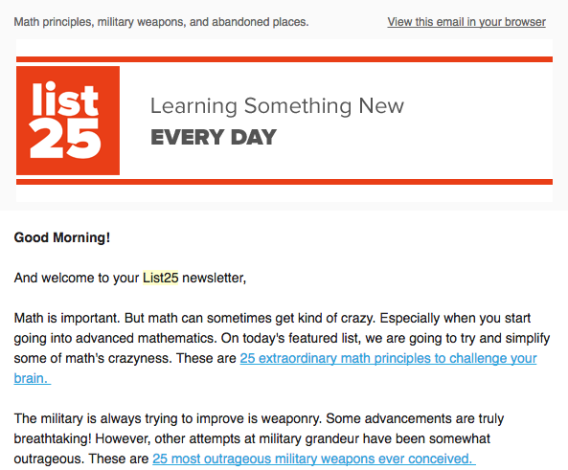 Math principles, military weapons, and abandoned places.
View this email in your browser
list
25
Learning Something New
EVERY DAY
Good Morning!
And welcome to your List25 newsletter,
Math is important. But math can sometimes get kind of crazy. Especially when you start
going into advanced mathematics. On today's featured list, we are going to try and simplify
some of math's crazyness. These are 25 extraordinary math principles to challenge your
brain.
The military is always trying to improve is weaponry. Some advancements are truly
breathtaking! However, other attempts at military grandeur have been somewhat
outrageous. These are 25 most outrageous military weapons ever conceived.